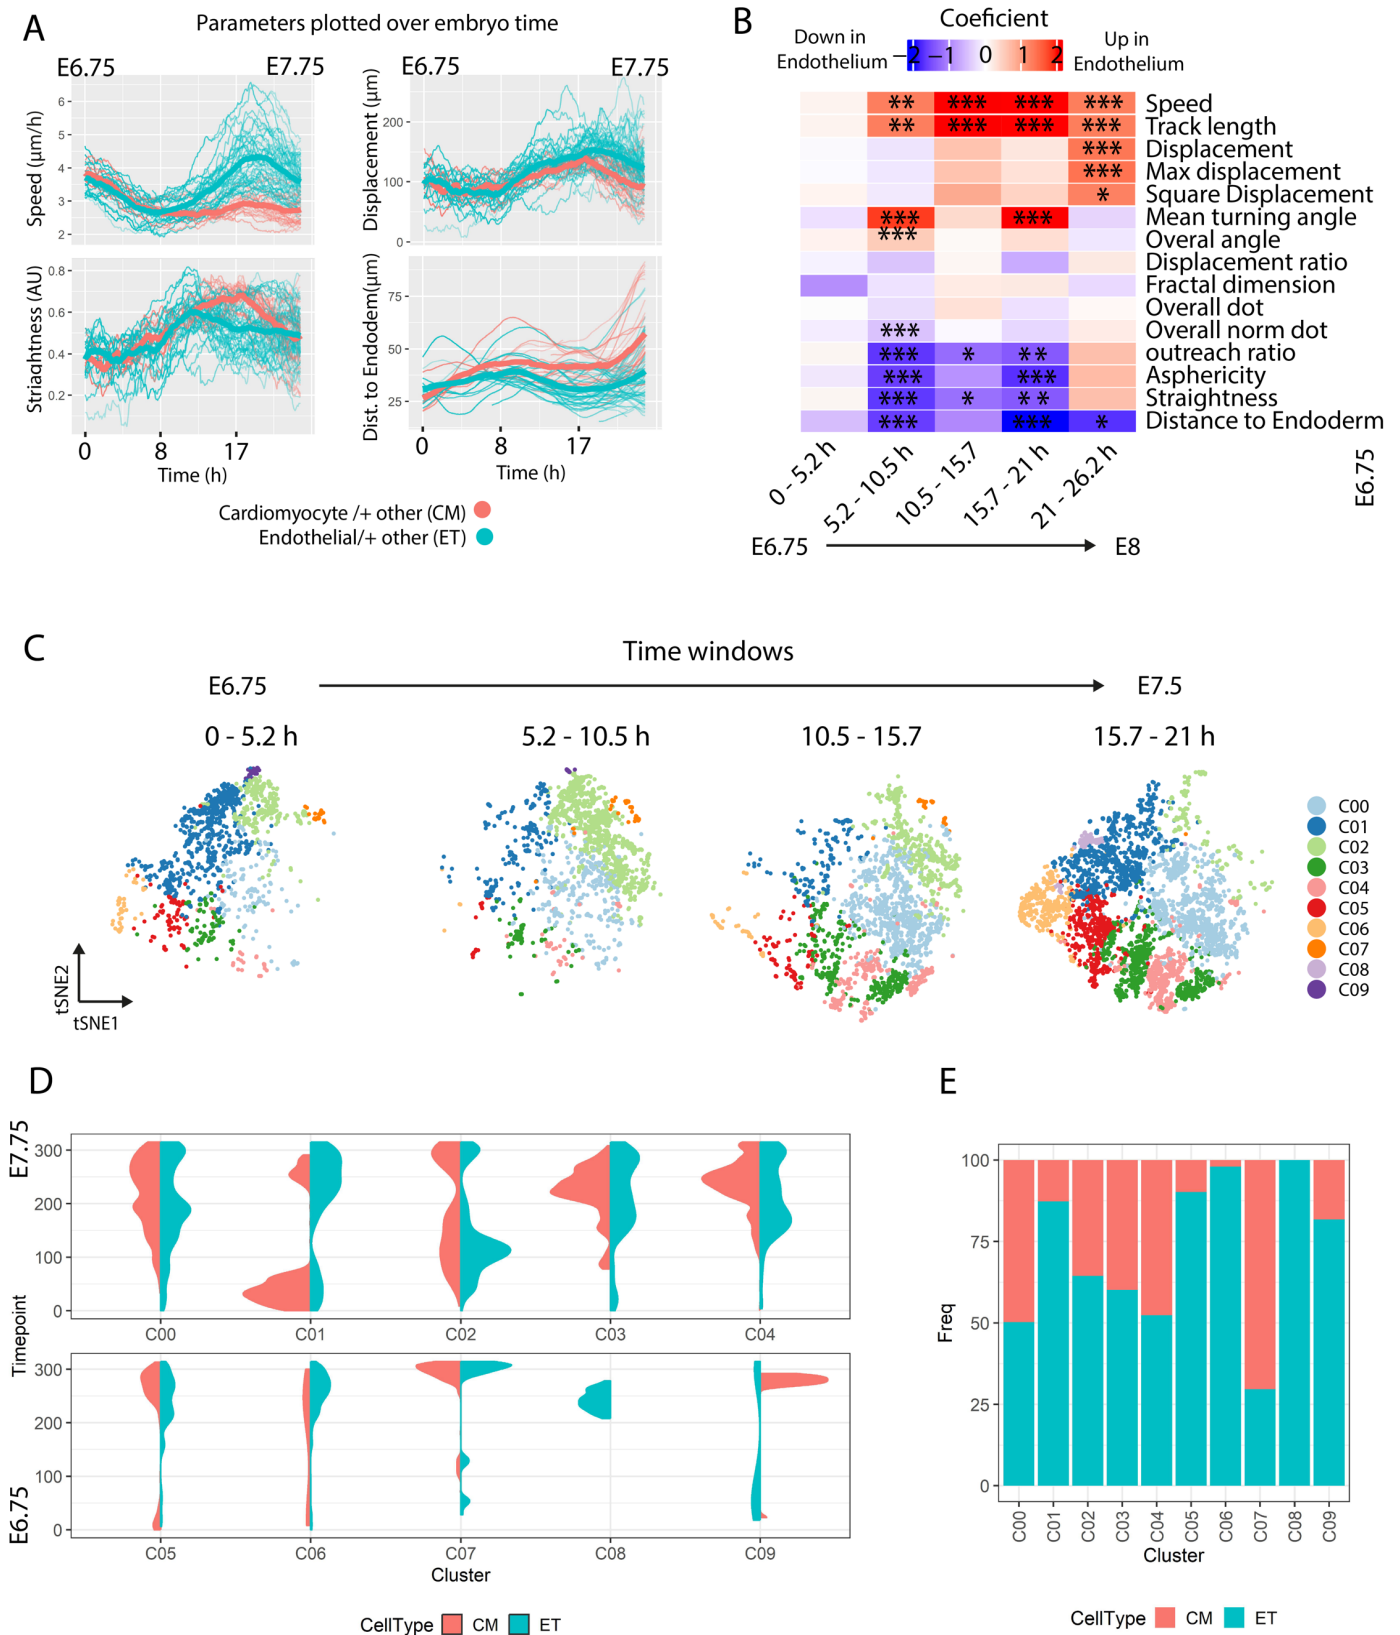 A
Parameters plotted over embryo time
E6.75
E7.75
E6.75
E7.75
Speed (µm/h)
6
5
4
3
2
Displacement (µm)
200
100
0
Striaqhtness (AU)
0.8
0.6
0.4
0.2
Dist. to Endodem(µm)
75
50
25
0
8
17
Time (h)
0
8
17
Time (h)
Cardiomyocyte /+ other (CM)
Endothelial/+ other (ET)
B
Coeficient
Down in
Endothelium
−2
−1
0
1
2
Up in
Endothelium
** *** *** *** Speed
** *** *** *** Track length
*** Displacement
*** Max displacement
* Square Displacement
*** *** Mean turning angle
*** Overal angle
Displacement ratio
Fractal dimension
Overall dot
*** Overall norm dot
*** * ** outreach ratio
*** *** Asphericity
*** * ** Straightness
*** *** * Distance to Endoderm
0 - 5.2 h
5.2 - 10.5 h
10.5 - 15.7
15.7 - 21 h
21 - 26.2h
E6.75
E8
E6.75
C
Time windows
E6.75
E7.5
0 - 5.2 h
5.2 - 10.5 h
10.5 - 15.7
15.7 - 21 h
tSNE2
tSNE1
C00
C01
C02
C03
C04
C05
C06
C07
C08
C09
D
E7.75
E6.75
Timepoint
300
200
100
0
C00
C01
C02
C03
C04
300
200
100
0
C05
C06
C07
C08
C09
Cluster
CellType
CM
ET
E
Freq
100
75
50
25
0
C00
C01
C02
C03
C04
C05
C06
C07
C08
C09
Cluster
CellType
CM
ET